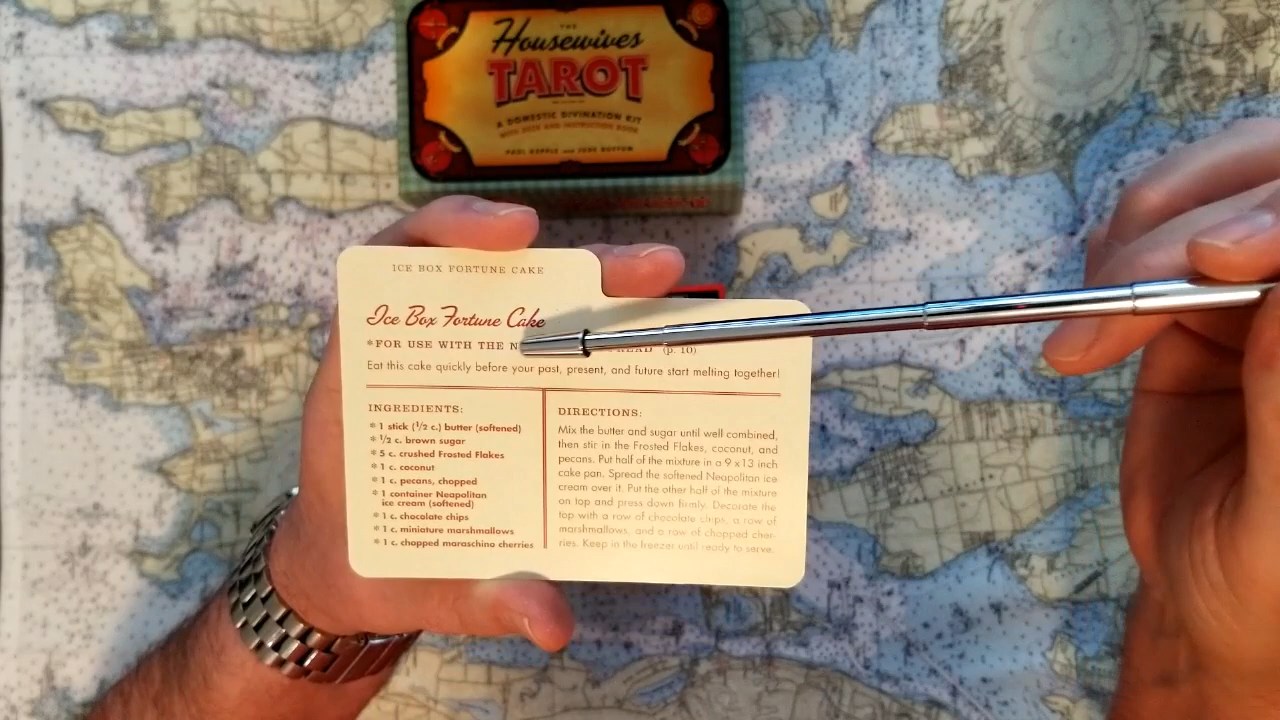 THE
Housewives
TAROT
A DOMESTIC DIVINATION KIT
WITH DECK AND INSTRUCTION BOOK
PAUL KEPPLE AND JUDE BUFFUM
ICE BOX FORTUNE CAKE
Ice Box Fortune Cake
*FOR USE WITH THE (p. 10)
Eat this cake quickly before your past, present, and future start melting together!
INGREDIENTS:
* 1 stick (1/2 c.) butter (softened)
* 1/2 c. brown sugar
* 5 c. crushed Frosted Flakes
* 1 c. coconut
* 1 c. pecans, chopped
* 1 container Neapolitan
ice cream (softened)
* 1 c. chocolate chips
* 1 c. miniature marshmallows
* 1 c. chopped maraschino cherries
DIRECTIONS:
Mix the butter and sugar until well combined,
then stir in the Frosted Flakes, coconut, and
pecans. Put half of the mixture in a 9 x13 inch
cake pan. Spread the softened Neapolitan ice
cream over it. Put the other half of the mixture
on top and press down firmly. Decorate the
top with a row of chocolate chips, a row of
marshmallows, and a row of chopped cher-
ries. Keep in the freezer until ready to serve.